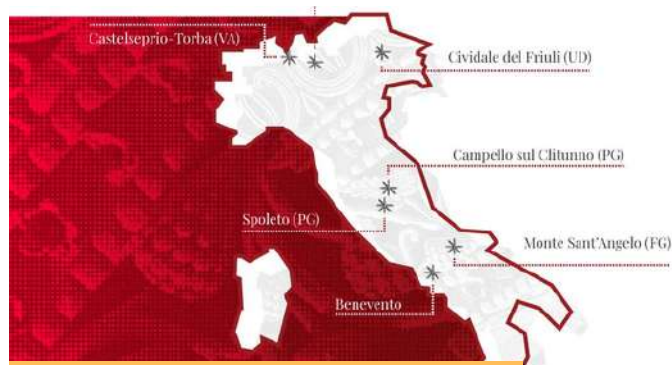 Castelseprio-Torba (VA)
Cividale del Friuli (UD)
Campello sul Clitunno (PG)
Spoleto (PG)
Monte Sant'Angelo (FG)
Benevento